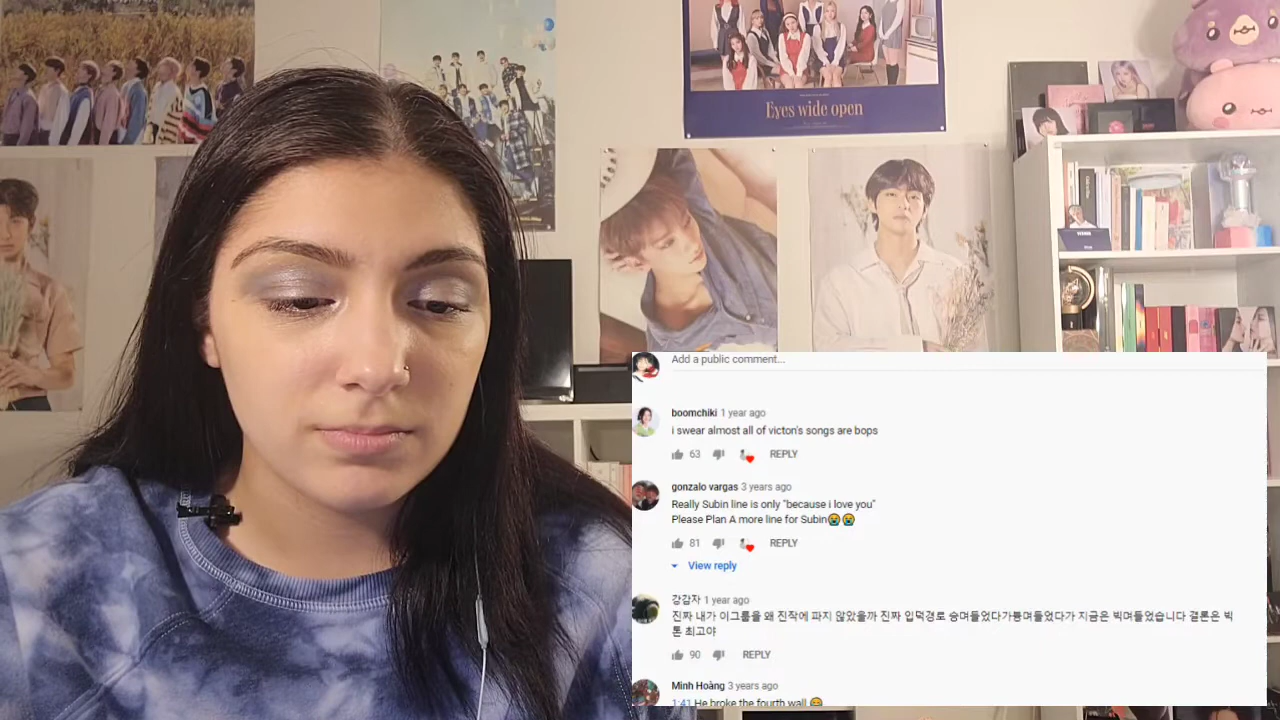 Eyes wide open
Add a public comment...
boomchiki 1 year ago
i swear almost all of victon's songs are bops
63 REPLY
gonzalo vargas 3 years ago
Really Subin line is only "because i love you"
Please Plan A more line for Subin😭😭
81 REPLY
View reply
강감자 1 year ago
진짜 내가 이그룹을 왜 진작에 파지 않았을까 진짜 입덕경로 승며들었다가뿅며들었다가 지금은 빅며들었습니다 결론은 빅
톤 최고야
90 REPLY
Minh Hoàng 3 years ago
1:41 He broke the fourth wall 😂